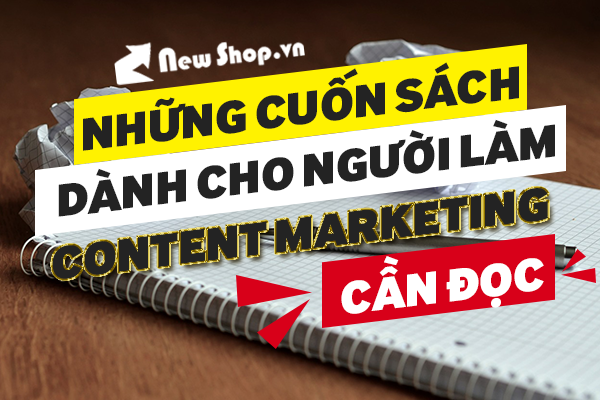 New Shop.vn
NHỮNG CUỐN SÁCH
DÀNH CHO NGƯỜI LÀM
CONTENT MARKETING
CẦN ĐỌC